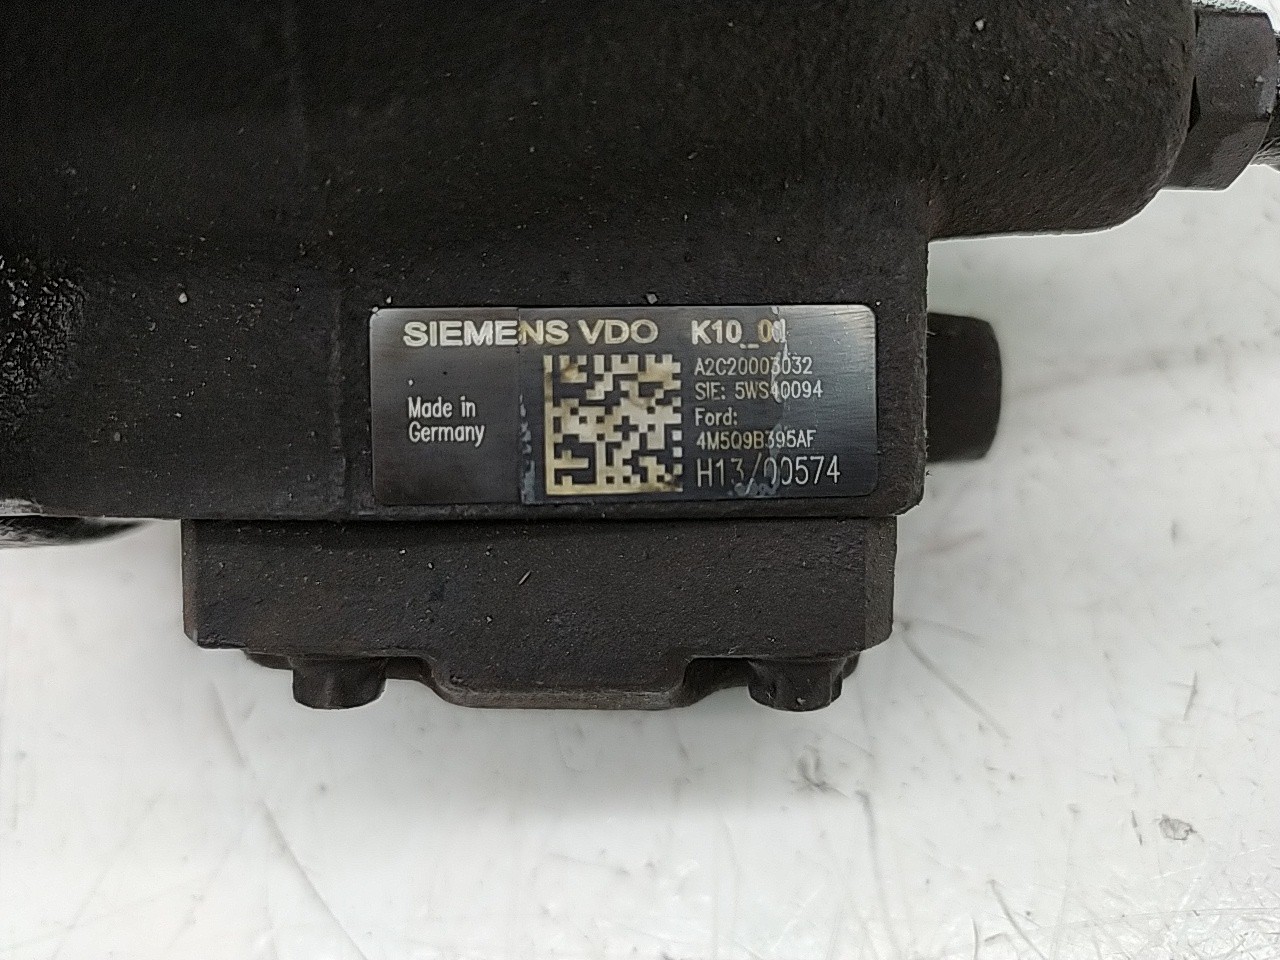 SIEMENS VDO K10_01
A2C20003032
SIE: 5WS40094
Made in
Germany
Ford:
4M5Q9B395AF
H13/00574